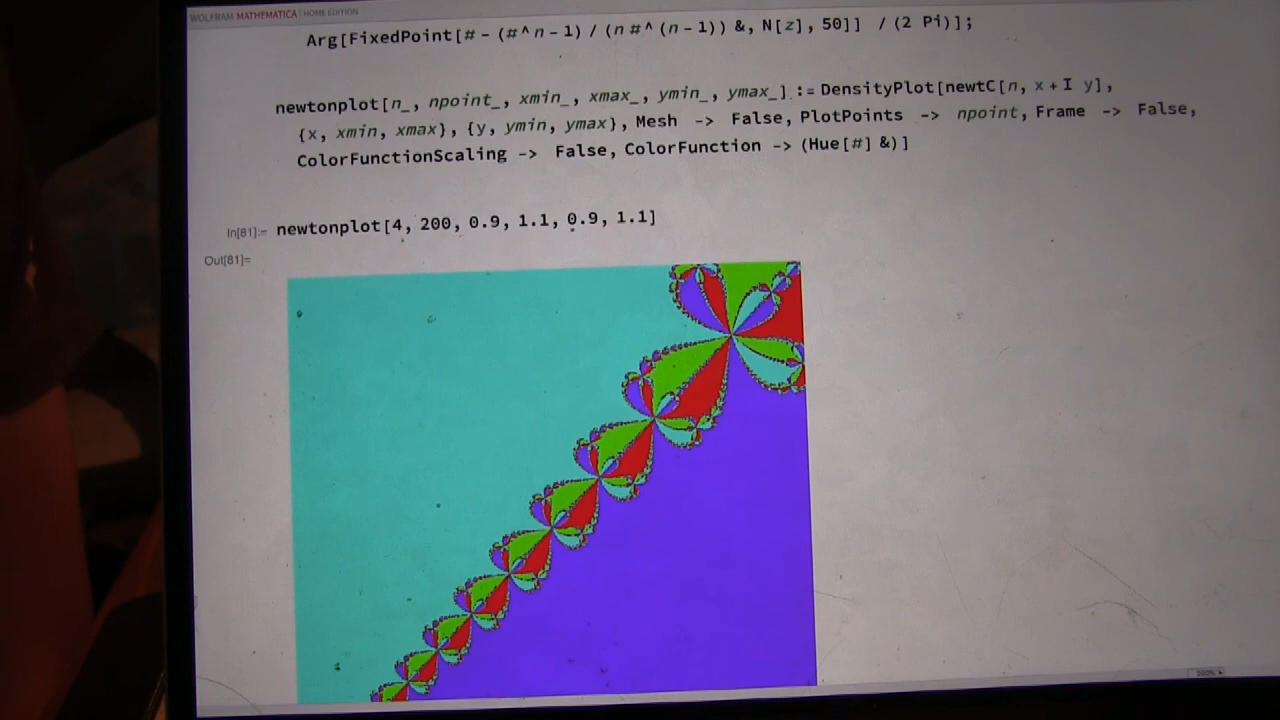 WOLFRAM MATHEMATICA | HOME EDITION
Arg[FixedPoint[# - (#^n - 1) / (n #^(n - 1)) &, N[z], 50]] / (2 Pi)];
newtonplot[n_, npoint_, xmin_, xmax_, ymin_, ymax_] := DensityPlot[newtC[n, x + I y],
{x, xmin, xmax}, {y, ymin, ymax}, Mesh -> False, PlotPoints -> npoint, Frame -> False,
ColorFunctionScaling -> False, ColorFunction -> (Hue[#] &)]
In[81]:= newtonplot[4, 200, 0.9, 1.1, 0.9, 1.1]
Out[81]=